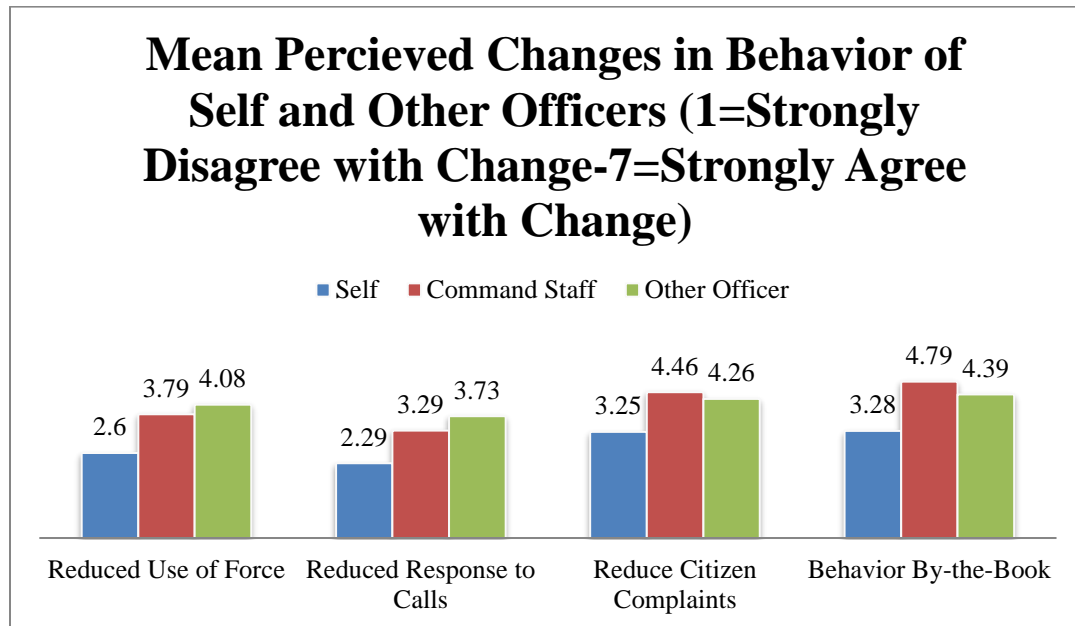 Mean Percieved Changes in Behavior of
Self and Other Officers (1=Strongly
Disagree with Change-7=Strongly Agree
with Change)
Self Command Staff Other Officer
2.6 3.79 4.08 2.29 3.29 3.73 3.25 4.46 4.26 3.28 4.79 4.39
Reduced Use of Force Reduced Response to Calls Reduce Citizen Complaints Behavior By-the-Book